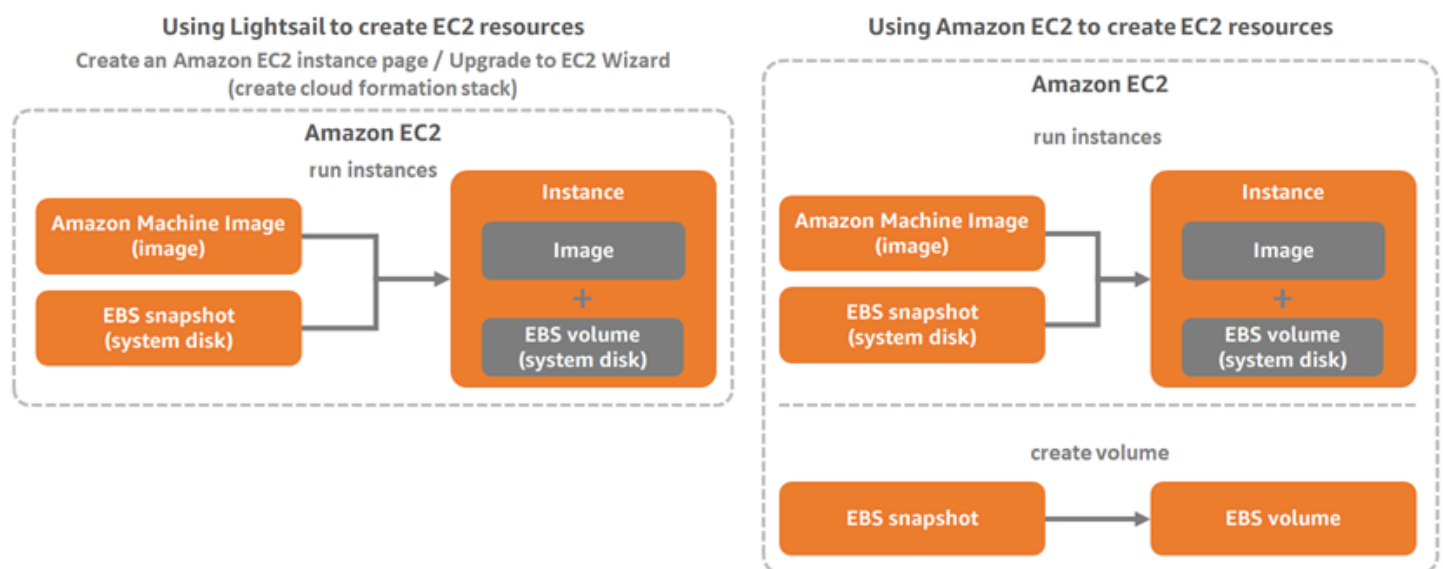 Using Lightsail to create EC2 resources
Create an Amazon EC2 instance page / Upgrade to EC2 Wizard
(create cloud formation stack)
Amazon EC2
run instances
Amazon Machine Image
(image)
EBS snapshot
(system disk)
Instance
Image
+
EBS volume
(system disk)
Using Amazon EC2 to create EC2 resources
Amazon EC2
run instances
Amazon Machine Image
(image)
EBS snapshot
(system disk)
Instance
Image
+
EBS volume
(system disk)
create volume
EBS snapshot
EBS volume